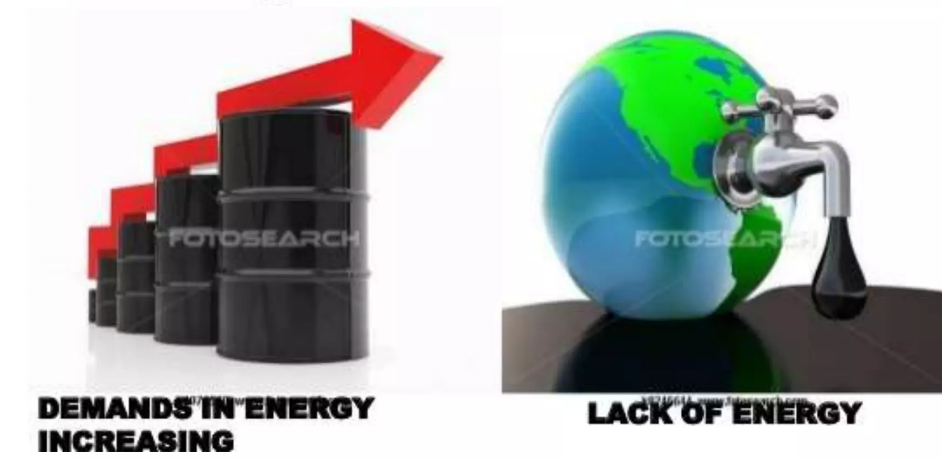 FOTOSEARCH
FOTOSEARCH
DEMANDS IN ENERGY
INCREASING
LACK OF ENERGY